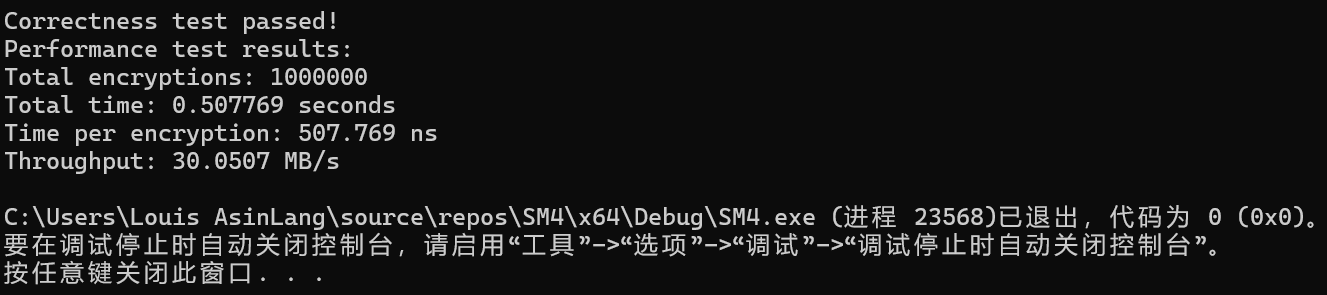 Correctness test passed!
Performance test results:
Total encryptions: 1000000
Total time: 0.507769 seconds
Time per encryption: 507.769 ns
Throughput: 30.0507 MB/s
C:\Users\Louis AsinLang\source\repos\SM4\x64\Debug\SM4.exe (进程 23568)已退出，代码为 0 (0x0)。
要在调试停止时自动关闭控制台，请启用“工具”->“选项”->“调试”->“调试停止时自动关闭控制台”。
按任意键关闭此窗口. . .